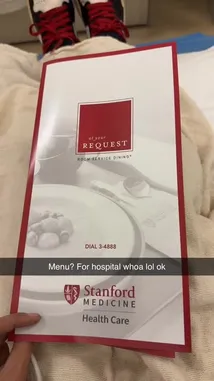 at your
REQUEST
ROOM SERVICE DINING®
DIAL 3-4888
Menu? For hospital whoa lol ok
Stanford
MEDICINE
Health Care